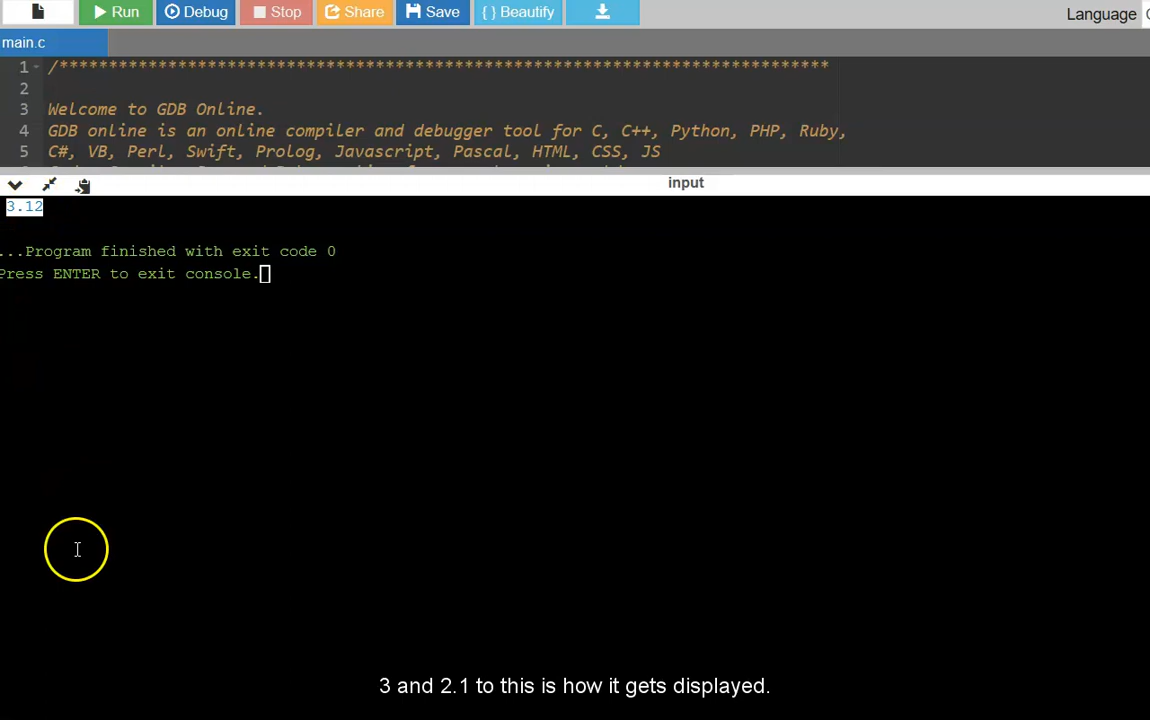 Run Debug Stop Share Save { } Beautify Language
main.c
1 /******************************************************************************
2
3 Welcome to GDB Online.
4 GDB online is an online compiler and debugger tool for C, C++, Python, PHP, Ruby,
5 C#, VB, Perl, Swift, Prolog, Javascript, Pascal, HTML, CSS, JS
input
3.12
...Program finished with exit code 0
Press ENTER to exit console.
3 and 2.1 to this is how it gets displayed.